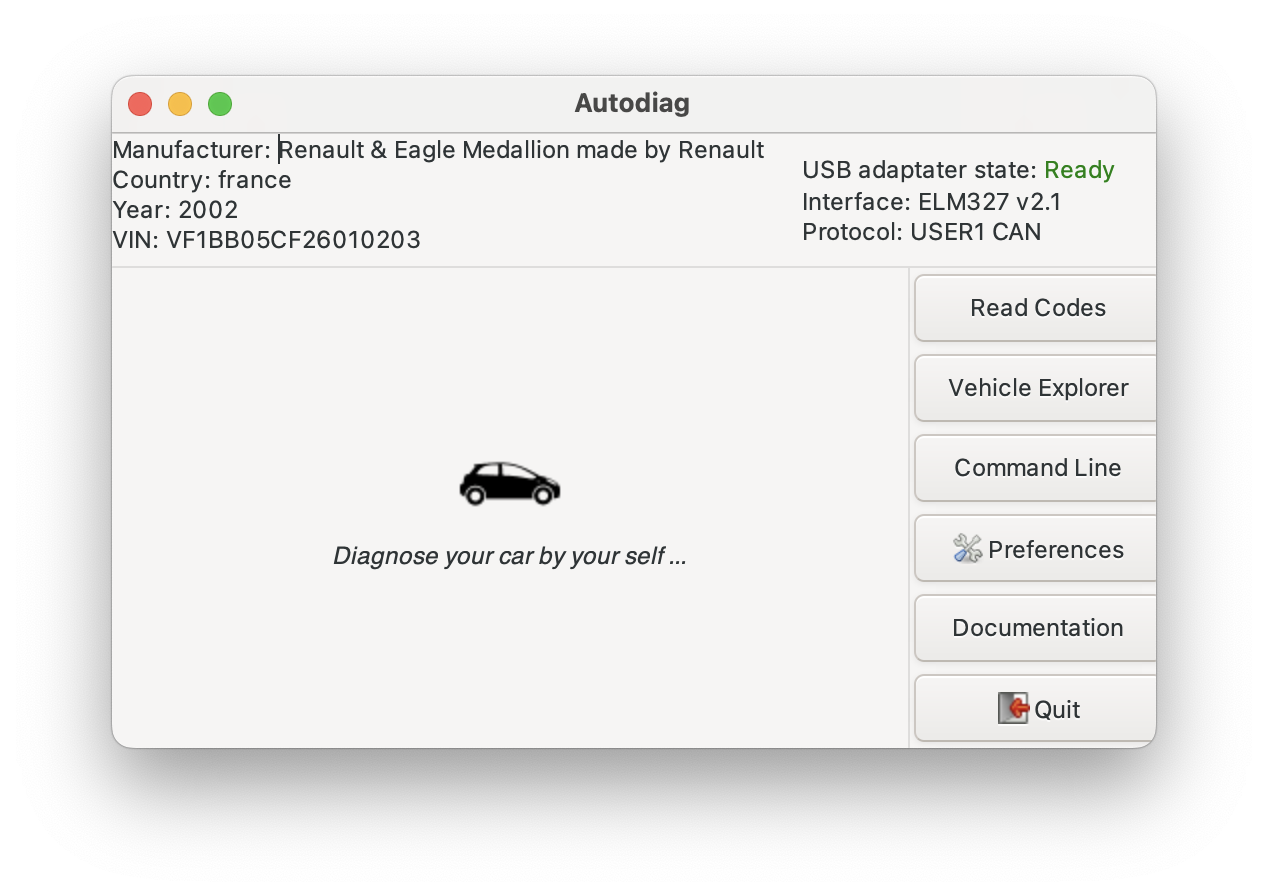 Autodiag
Manufacturer: Renault & Eagle Medallion made by Renault
Country: france
Year: 2002
VIN: VF1BB05CF26010203
USB adaptater state: Ready
Interface: ELM327 v2.1
Protocol: USER1 CAN
Diagnose your car by your self ...
Read Codes
Vehicle Explorer
Command Line
Preferences
Documentation
Quit